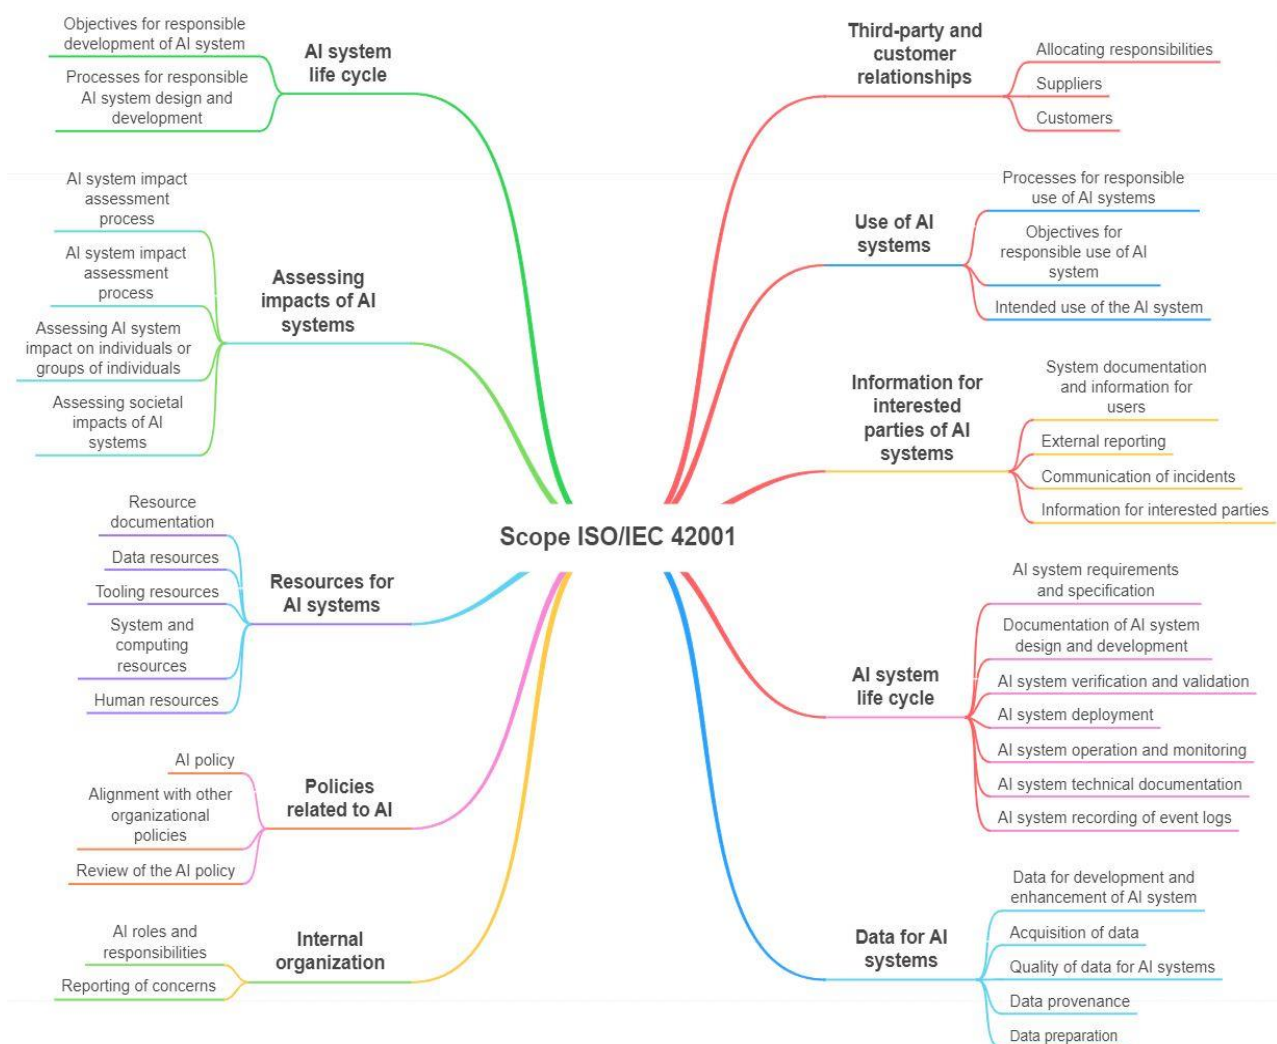 Scope ISO/IEC 42001
AI system
life cycle
Objectives for responsible
development of AI system
Processes for responsible
AI system design and
development
Assessing
impacts of AI
systems
AI system impact
assessment
process
AI system impact
assessment
process
Assessing AI system
impact on individuals or
groups of individuals
Assessing societal
impacts of AI
systems
Resources for
AI systems
Resource
documentation
Data resources
Tooling resources
System and
computing
resources
Human resources
Policies
related to AI
AI policy
Alignment with other
organizational
policies
Review of the AI policy
Internal
organization
AI roles and
responsibilities
Reporting of concerns
Third-party and
customer
relationships
Allocating responsibilities
Suppliers
Customers
Use of AI
systems
Processes for responsible
use of AI systems
Objectives for
responsible use of AI
system
Intended use of the AI system
Information for
interested
parties of AI
systems
System documentation
and information for
users
External reporting
Communication of incidents
Information for interested parties
AI system
life cycle
AI system requirements
and specification
Documentation of AI system
design and development
AI system verification and validation
AI system deployment
AI system operation and monitoring
AI system technical documentation
AI system recording of event logs
Data for AI
systems
Data for development and
enhancement of AI system
Acquisition of data
Quality of data for AI systems
Data provenance
Data preparation